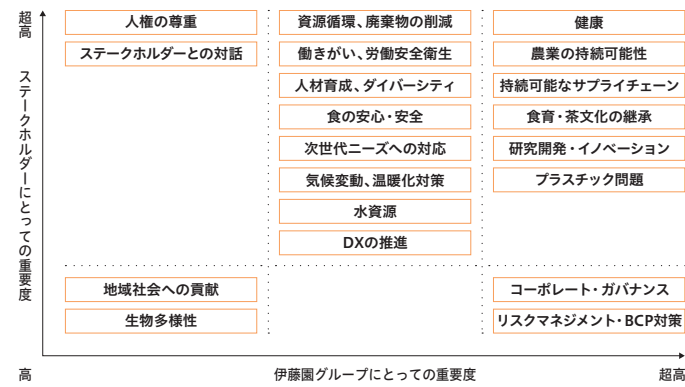 超高
ステークホルダーにとっての重要度
人権の尊重
ステークホルダーとの対話
資源循環、廃棄物の削減
働きがい、労働安全衛生
人材育成、ダイバーシティ
食の安心・安全
次世代ニーズへの対応
気候変動、温暖化対策
水資源
DXの推進
健康
農業の持続可能性
持続可能なサプライチェーン
食育・茶文化の継承
研究開発・イノベーション
プラスチック問題
地域社会への貢献
生物多様性
コーポレート・ガバナンス
リスクマネジメント・BCP対策
高
伊藤園グループにとっての重要度
超高